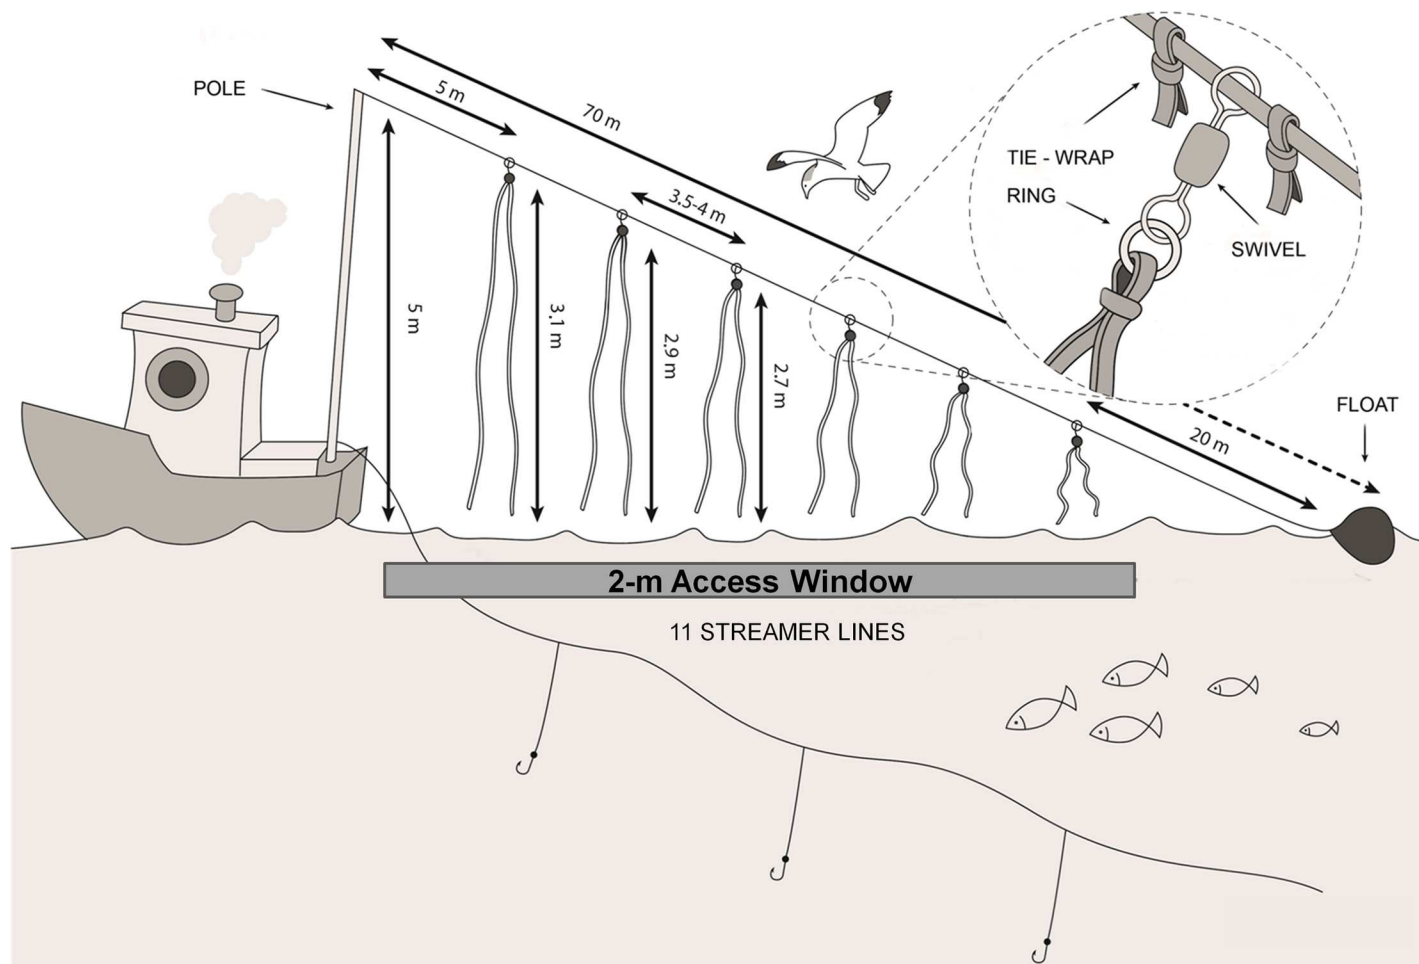 POLE
5 m
70 m
3.5-4 m
TIE - WRAP
RING
SWIVEL
5 m
3.1 m
2.9 m
2.7 m
20 m
FLOAT
2-m Access Window
11 STREAMER LINES